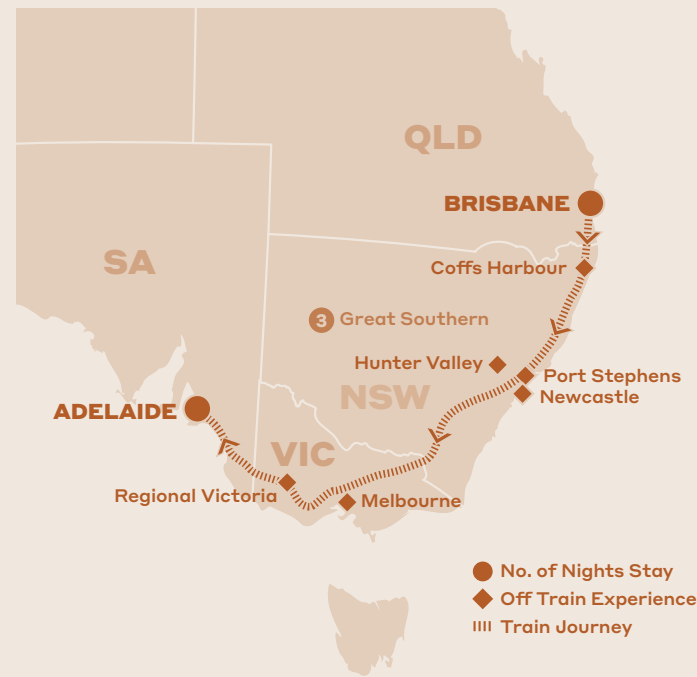 QLD
BRISBANE
SA
Coffs Harbour
3 Great Southern
Hunter Valley
Port Stephens
NSW
Newcastle
ADELAIDE
VIC
Regional Victoria
Melbourne
No. of Nights Stay
Off Train Experience
Train Journey